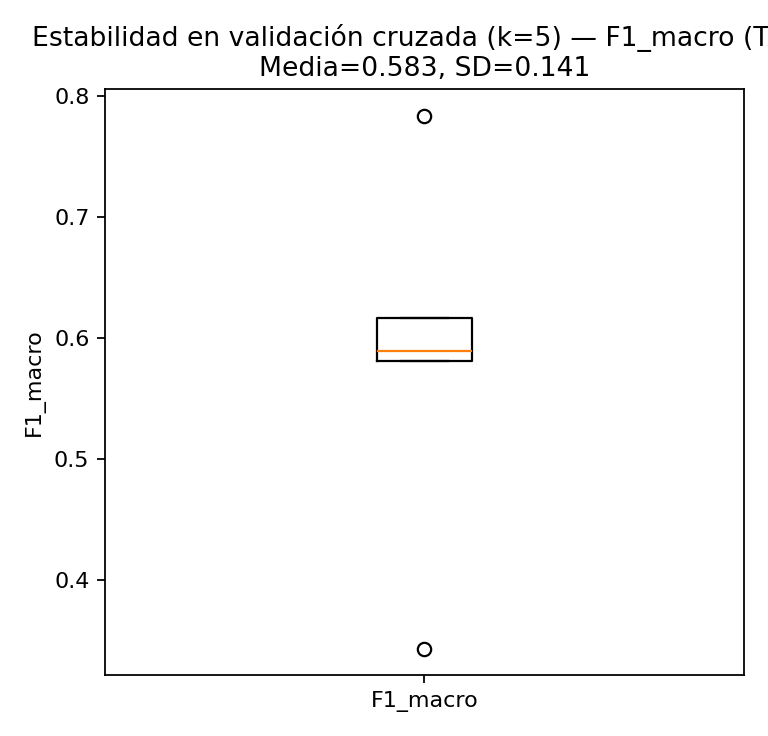 Estabilidad en validación cruzada (k=5) — F1_macro (T
Media=0.583, SD=0.141
0.8
0.7
0.6
0.5
0.4
F1_macro
F1_macro